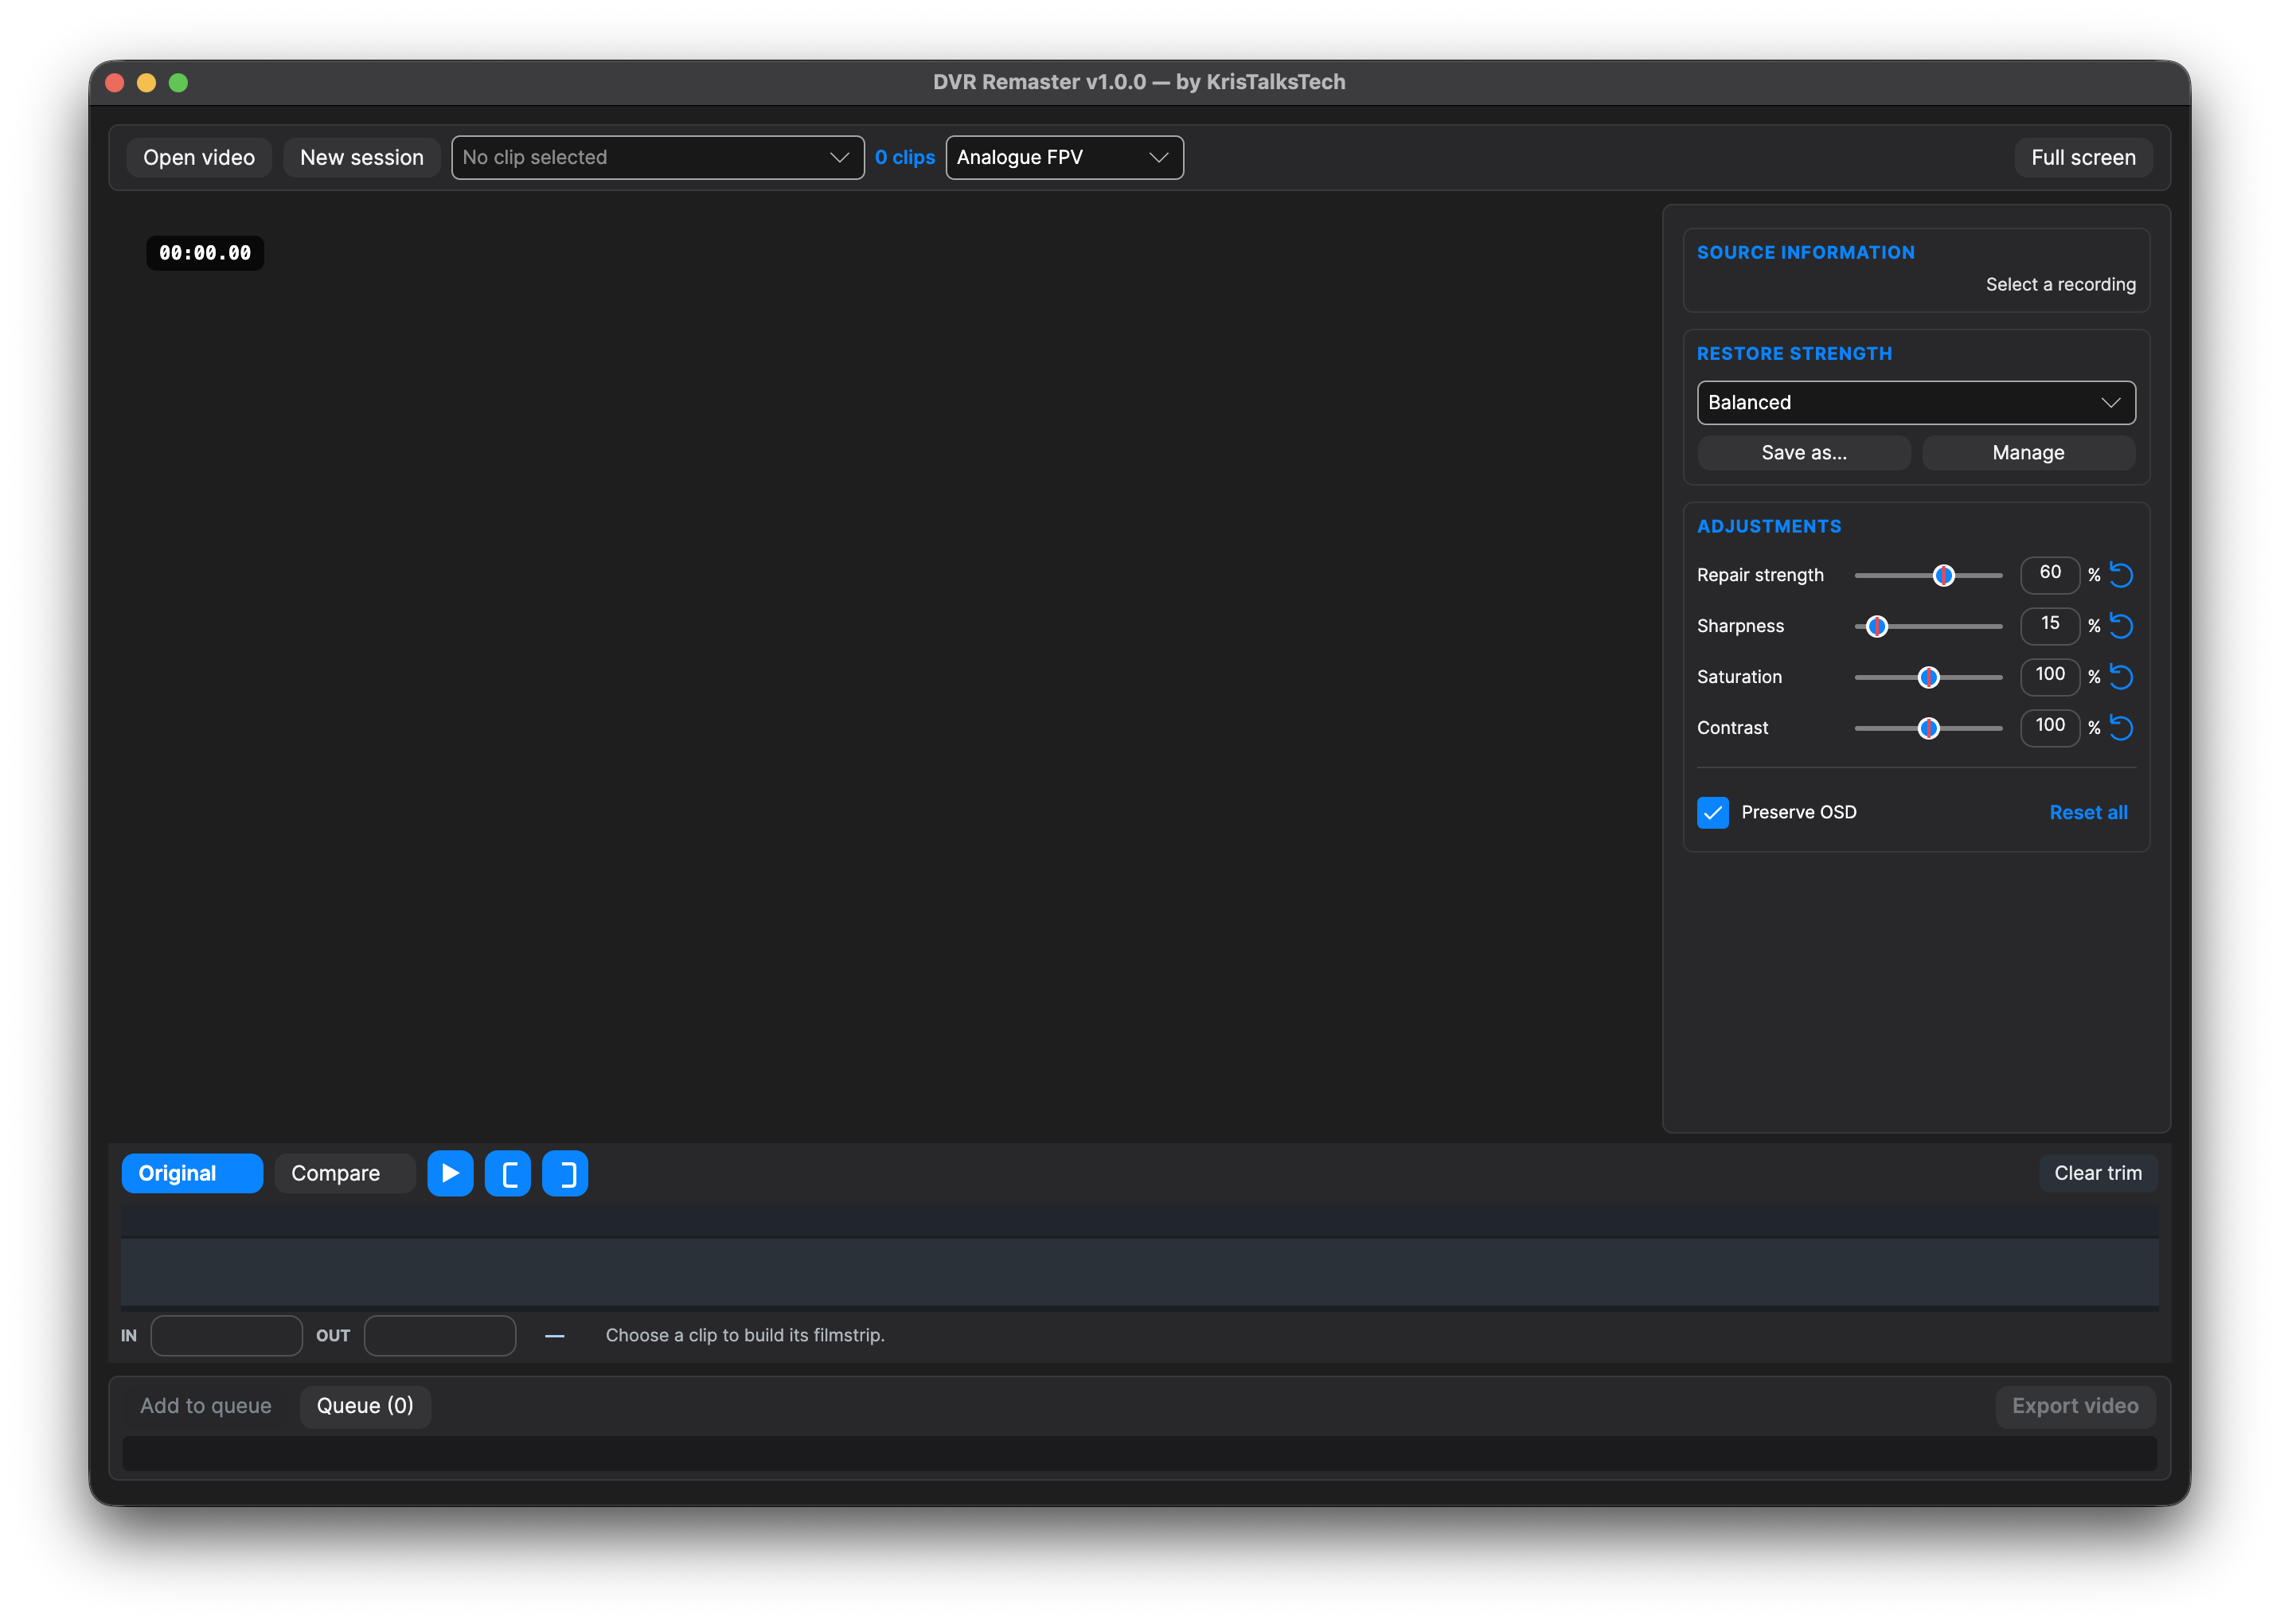 DVR Remaster v1.0.0 — by KrisTalksTech
Open video New session No clip selected 0 clips Analogue FPV Full screen
00:00.00
SOURCE INFORMATION
Select a recording
RESTORE STRENGTH
Balanced
Save as... Manage
ADJUSTMENTS
Repair strength 60 %
Sharpness 15 %
Saturation 100 %
Contrast 100 %
Preserve OSD Reset all
Original Compare Clear trim
IN OUT — Choose a clip to build its filmstrip.
Add to queue Queue (0) Export video